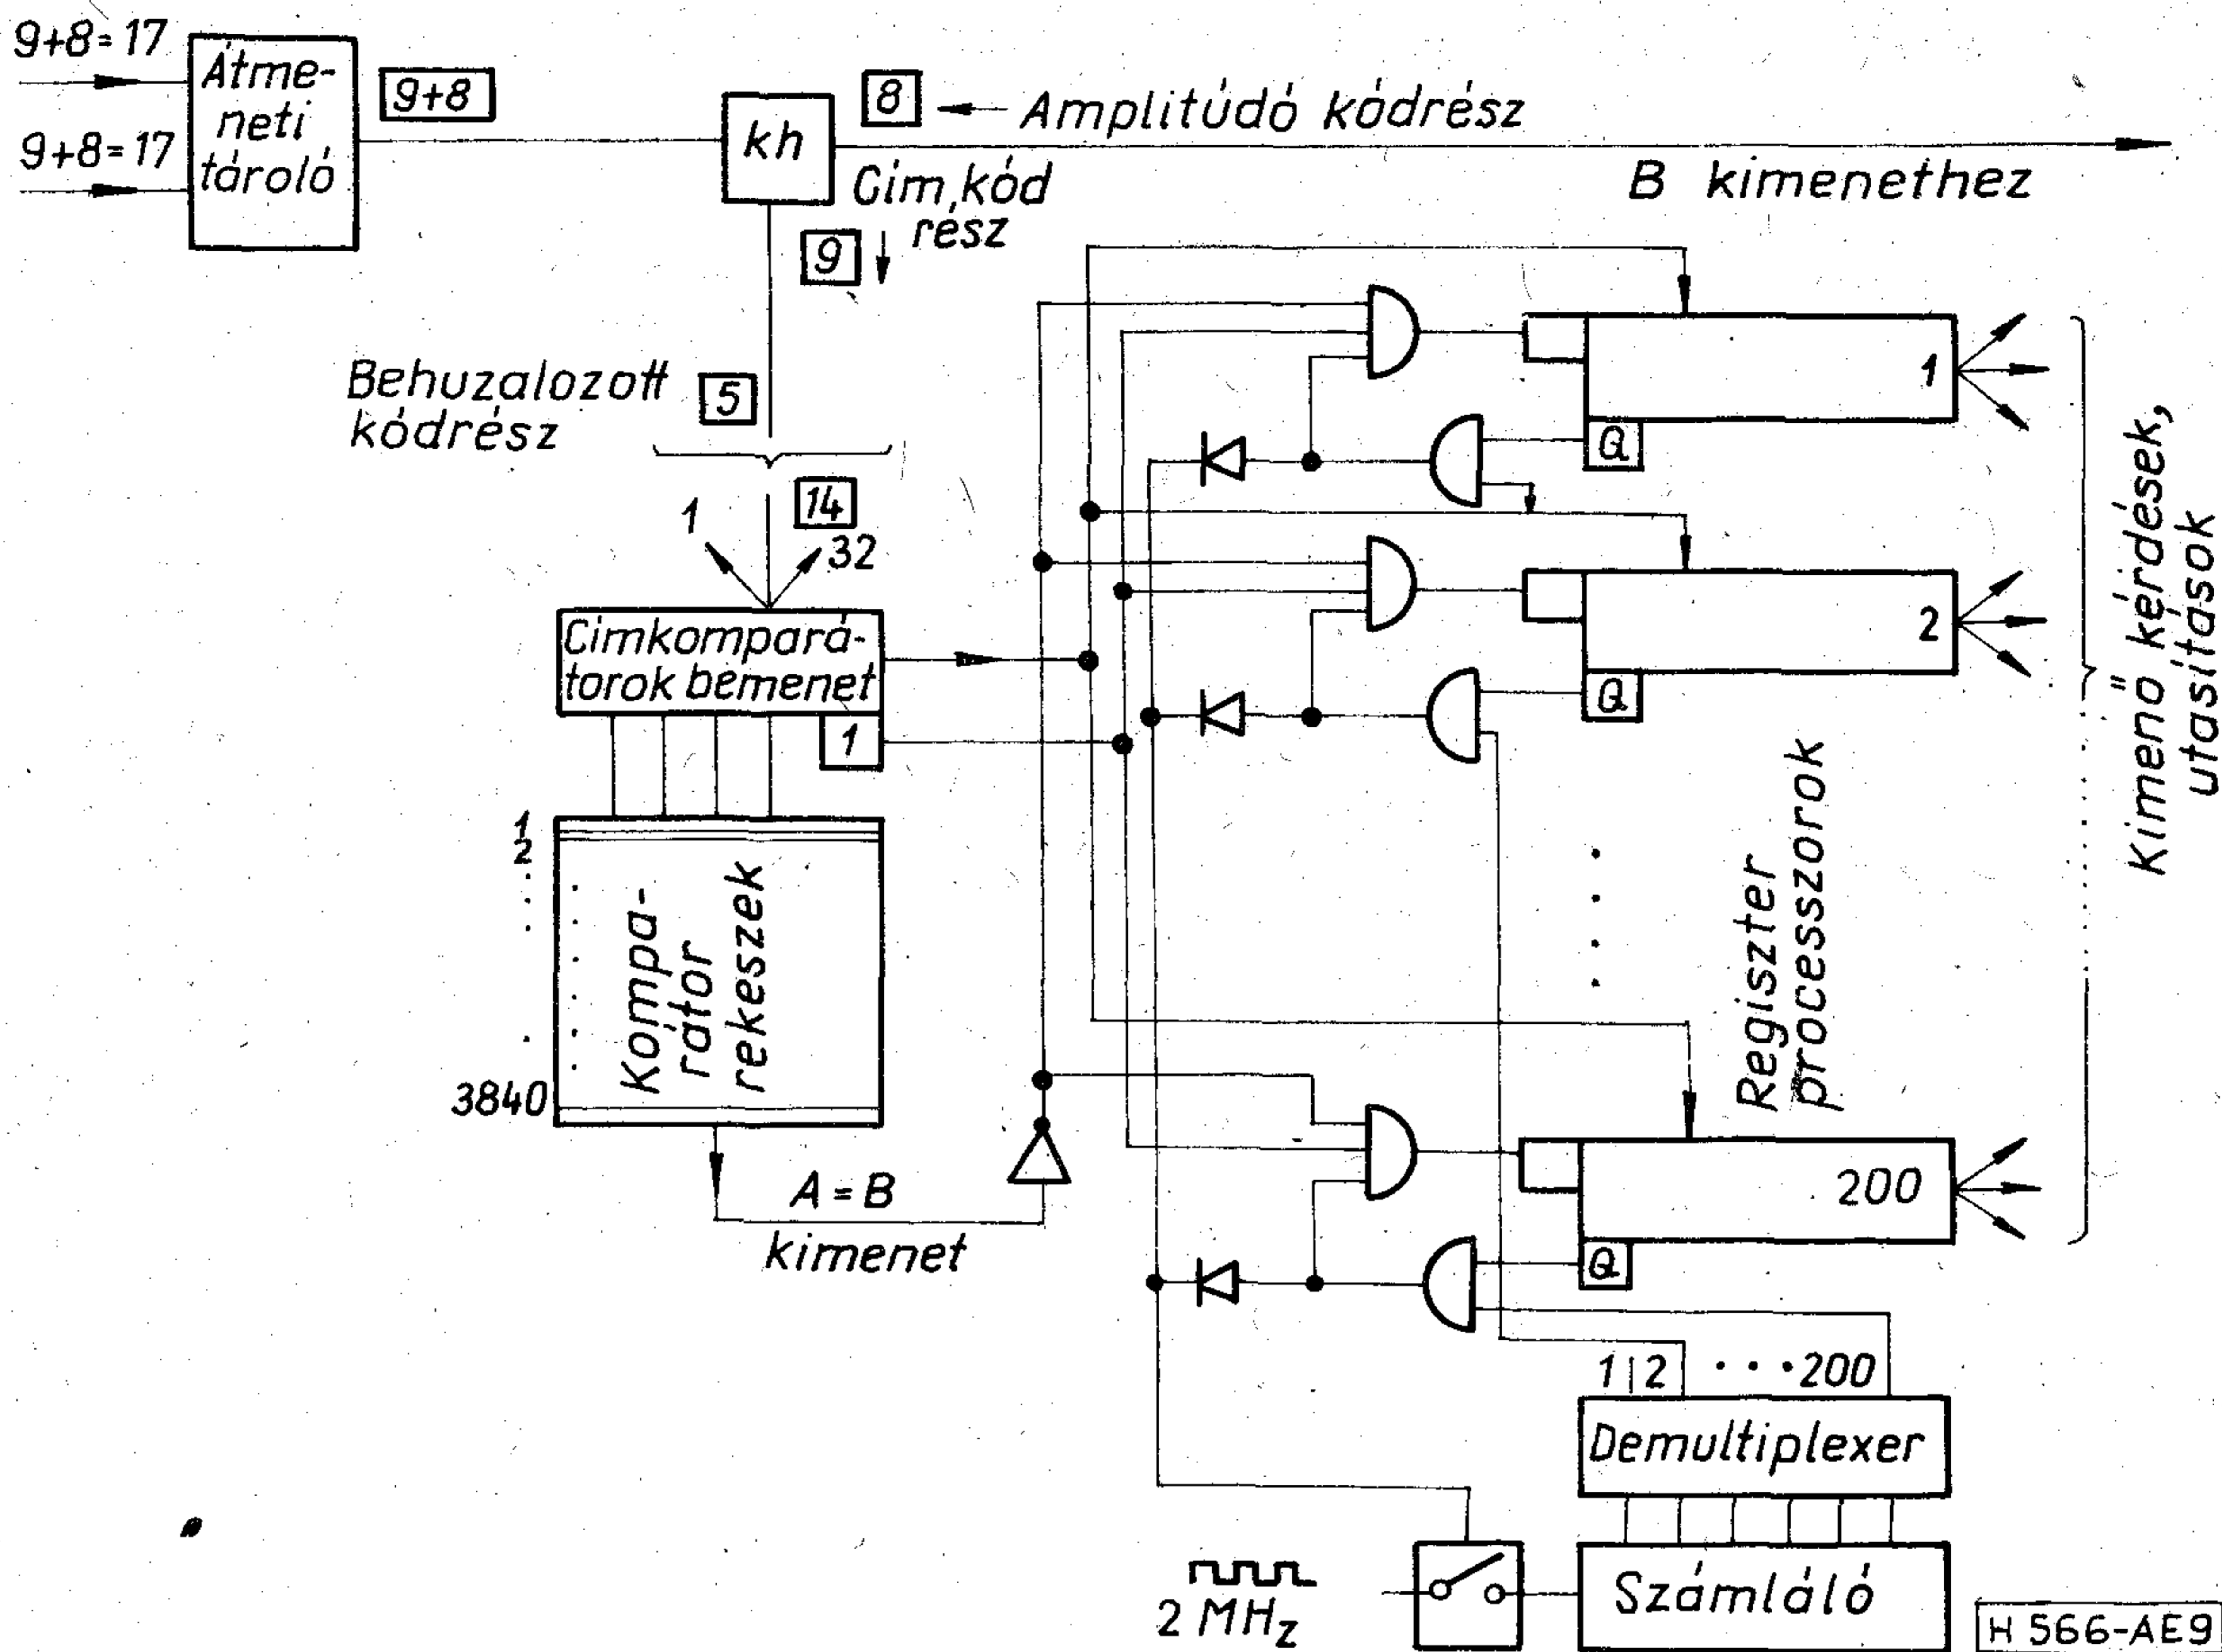 9+8=17
9+8=17
Átme-
neti
tároló
9+8
kh
8
Amplitúdó kódrész
B kimenethez
Cim,kód
rész
9
Behuzalozott
kódrész
5
14
1
32
Cimkompará-
torok bemenet
1
1
2
3840
Kompa-
rátor
rekeszek
A=B
kimenet
1
Q
2
Q
Regiszter
processzorok
200
Q
Kimenő kérdések,
utasítások
1|2 ...200
Demultiplexer
Számláló
2 MHz
H 566-AE9